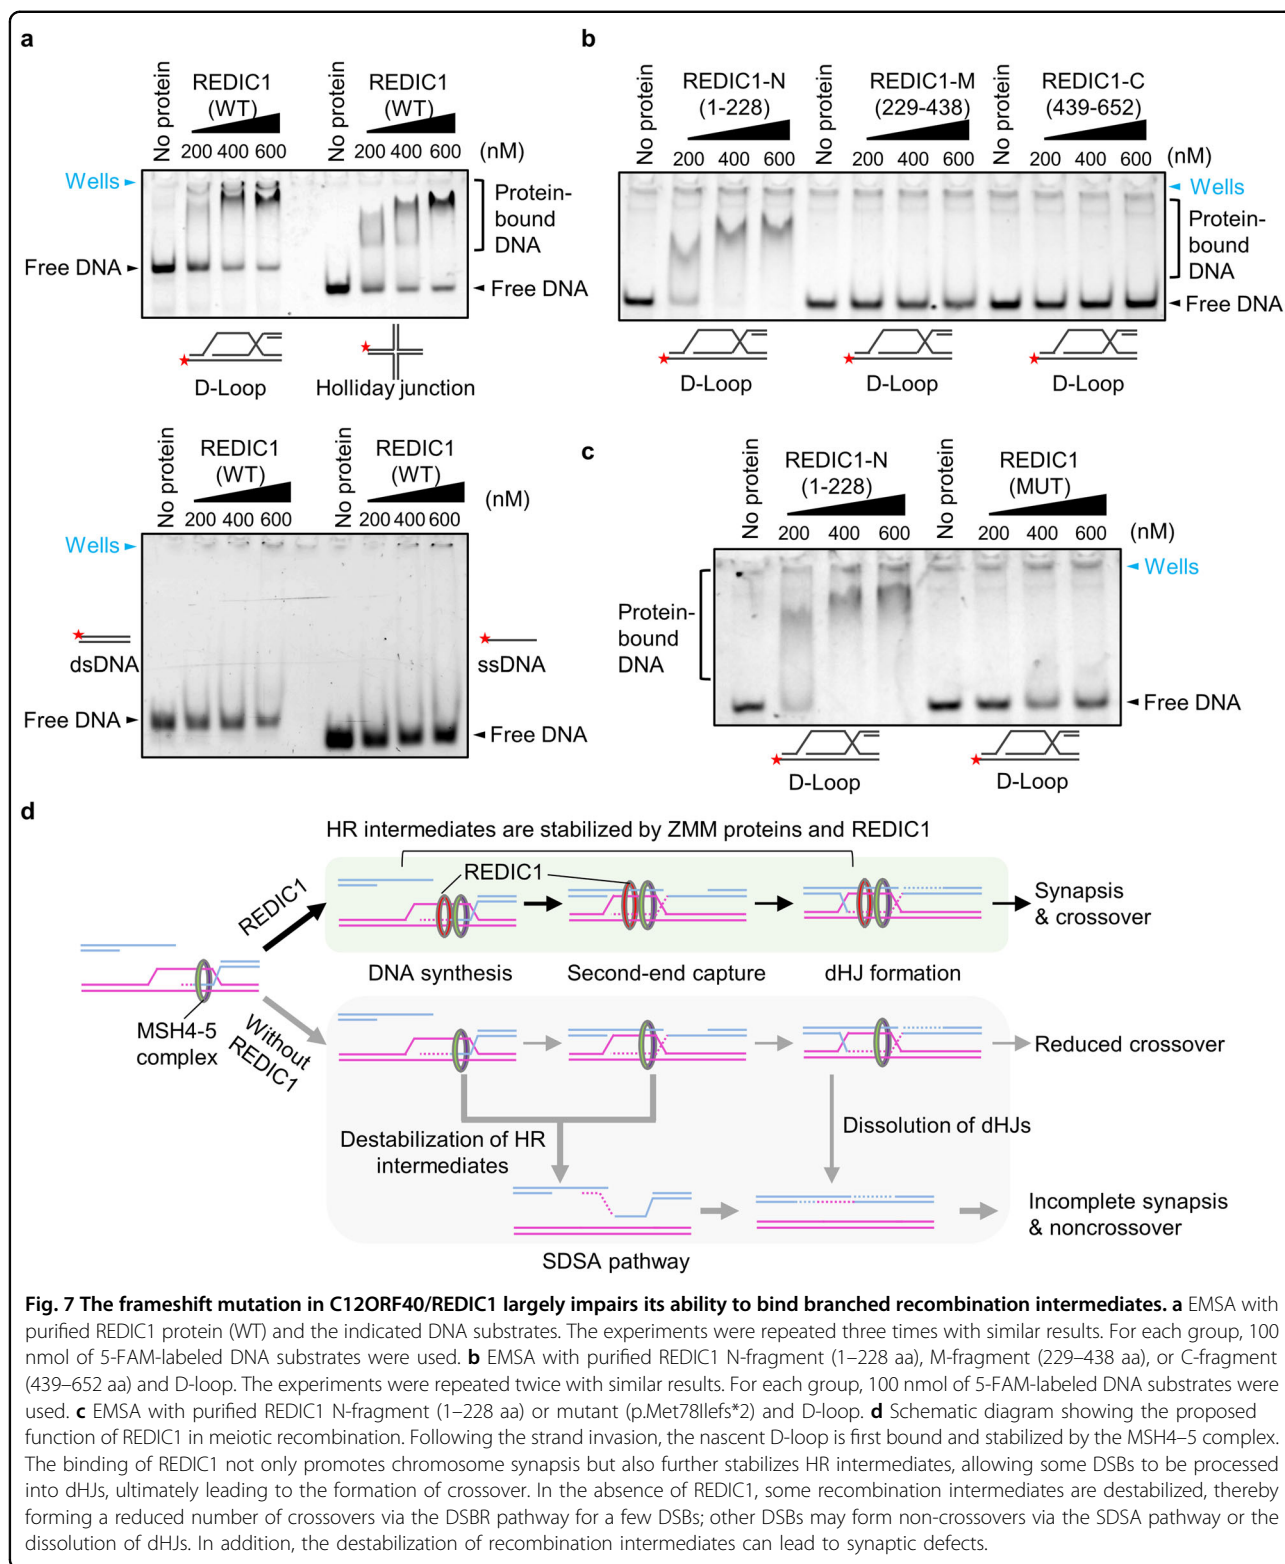 a
No protein
REDIC1
(WT)
200 400 600
No protein
REDIC1
(WT)
200 400 600
(nM)
Wells
Protein-
bound
DNA
Free DNA
Free DNA
D-Loop
Holliday junction
No protein
REDIC1
(WT)
200 400 600
No protein
REDIC1
(WT)
200 400 600
(nM)
Wells
dsDNA
ssDNA
Free DNA
Free DNA
b
No protein
REDIC1-N
(1-228)
200 400 600
No protein
REDIC1-M
(229-438)
200 400 600
No protein
REDIC1-C
(439-652)
200 400 600
(nM)
Wells
Protein-
bound
DNA
Free DNA
D-Loop
D-Loop
D-Loop
c
No protein
REDIC1-N
(1-228)
200 400 600
No protein
REDIC1
(MUT)
200 400 600
(nM)
Wells
Protein-
bound
DNA
Free DNA
D-Loop
D-Loop
d
HR intermediates are stabilized by ZMM proteins and REDIC1
REDIC1
REDIC1
Synapsis
& crossover
DNA synthesis
Second-end capture
dHJ formation
MSH4-5
complex
Without
REDIC1
Reduced crossover
Destabilization of HR
intermediates
Dissolution of dHJs
SDSA pathway
Incomplete synapsis
& noncrossover
Fig. 7 The frameshift mutation in C12ORF40/REDIC1 largely impairs its ability to bind branched recombination intermediates. a EMSA with
purified REDIC1 protein (WT) and the indicated DNA substrates. The experiments were repeated three times with similar results. For each group, 100
nmol of 5-FAM-labeled DNA substrates were used. b EMSA with purified REDIC1 N-fragment (1–228 aa), M-fragment (229–438 aa), or C-fragment
(439–652 aa) and D-loop. The experiments were repeated twice with similar results. For each group, 100 nmol of 5-FAM-labeled DNA substrates were
used. c EMSA with purified REDIC1 N-fragment (1–228 aa) or mutant (p.Met78Ilefs*2) and D-loop. d Schematic diagram showing the proposed
function of REDIC1 in meiotic recombination. Following the strand invasion, the nascent D-loop is first bound and stabilized by the MSH4–5 complex.
The binding of REDIC1 not only promotes chromosome synapsis but also further stabilizes HR intermediates, allowing some DSBs to be processed
into dHJs, ultimately leading to the formation of crossover. In the absence of REDIC1, some recombination intermediates are destabilized, thereby
forming a reduced number of crossovers via the DSBR pathway for a few DSBs; other DSBs may form non-crossovers via the SDSA pathway or the
dissolution of dHJs. In addition, the destabilization of recombination intermediates can lead to synaptic defects.